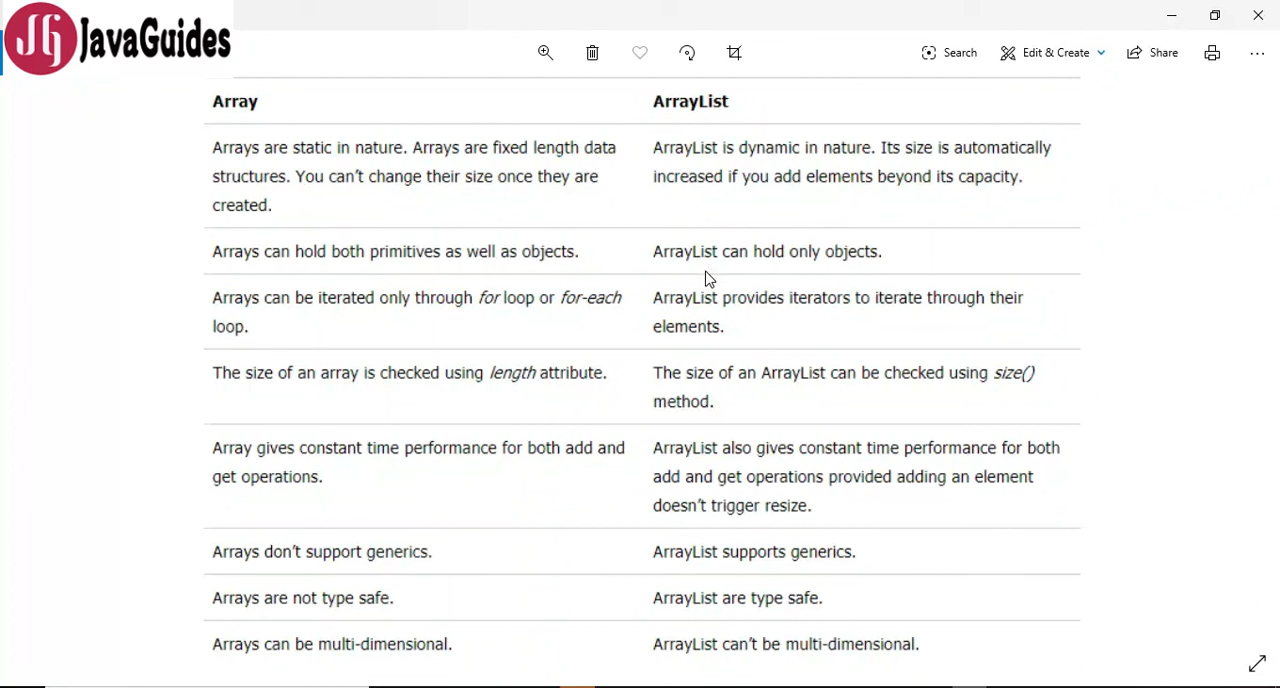 JG JavaGuides
Search
Edit & Create
Share
Array
ArrayList
Arrays are static in nature. Arrays are fixed length data
structures. You can't change their size once they are
created.
ArrayList is dynamic in nature. Its size is automatically
increased if you add elements beyond its capacity.
Arrays can hold both primitives as well as objects.
ArrayList can hold only objects.
Arrays can be iterated only through for loop or for-each
loop.
ArrayList provides iterators to iterate through their
elements.
The size of an array is checked using length attribute.
The size of an ArrayList can be checked using size()
method.
Array gives constant time performance for both add and
get operations.
ArrayList also gives constant time performance for both
add and get operations provided adding an element
doesn't trigger resize.
Arrays don't support generics.
ArrayList supports generics.
Arrays are not type safe.
ArrayList are type safe.
Arrays can be multi-dimensional.
ArrayList can't be multi-dimensional.